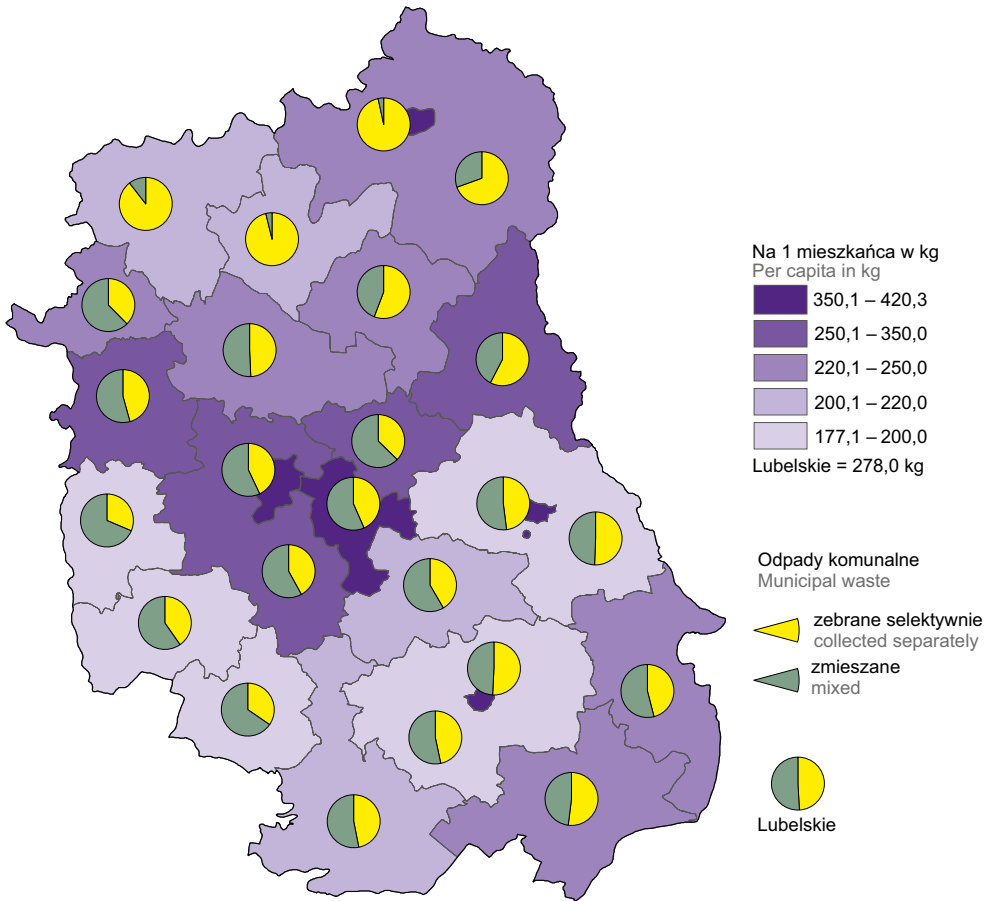 Na 1 mieszkańca w kg
Per capita in kg
350,1 – 420,3
250,1 – 350,0
220,1 – 250,0
200,1 – 220,0
177,1 – 200,0
Lubelskie = 278,0 kg
Odpady komunalne
Municipal waste
zebrane selektywnie
collected separately
zmieszane
mixed
Lubelskie